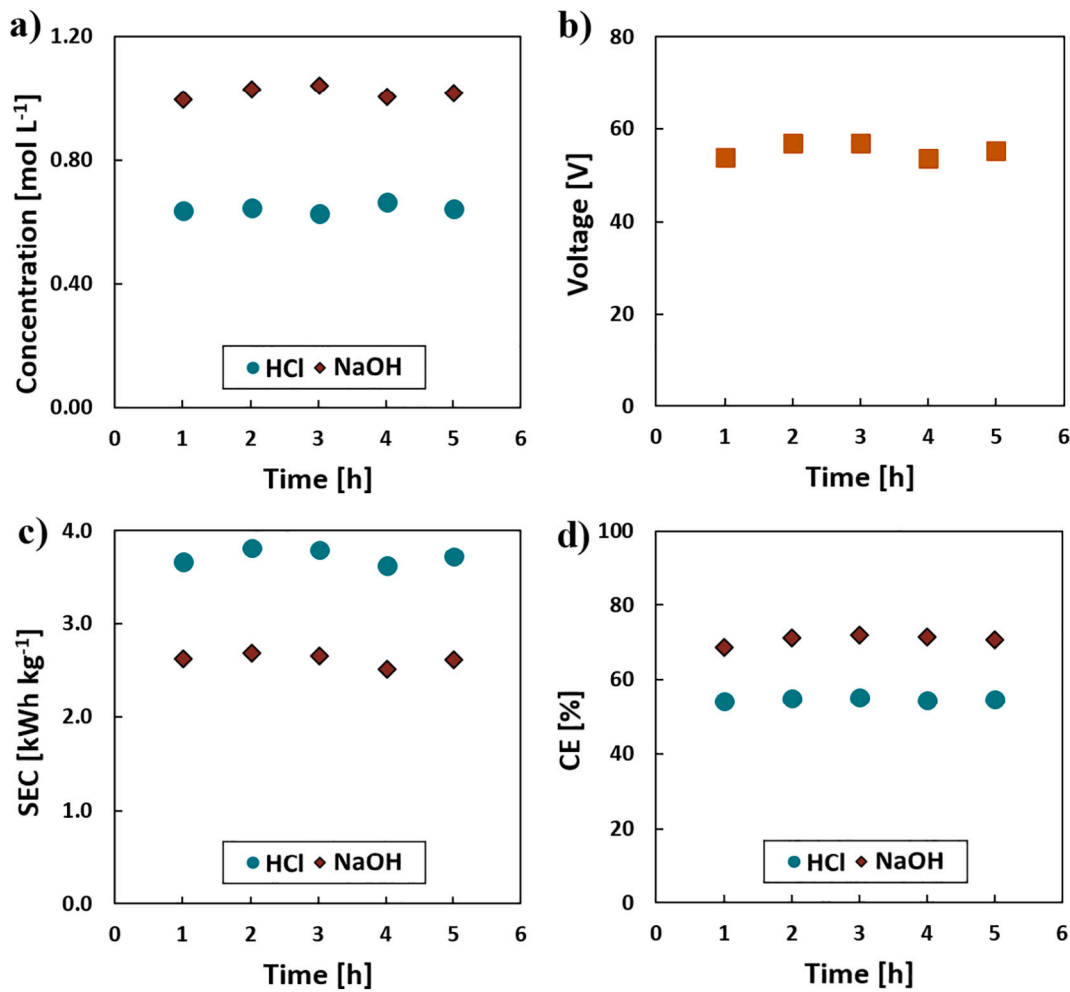 a)
1.20
0.80
0.40
0.00
Concentration [mol L⁻¹]
HCl NaOH
0 1 2 3 4 5 6
Time [h]
b)
80
60
40
20
0
Voltage [V]
0 1 2 3 4 5 6
Time [h]
c)
4.0
3.0
2.0
1.0
0.0
SEC [kWh kg⁻¹]
HCl NaOH
0 1 2 3 4 5 6
Time [h]
d)
100
80
60
40
20
0
CE [%]
HCl NaOH
0 1 2 3 4 5 6
Time [h]